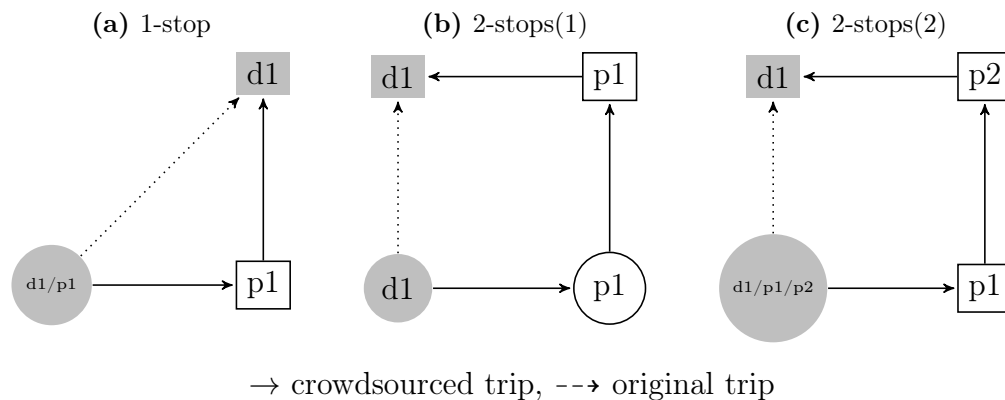 (a) 1-stop
(b) 2-stops(1)
(c) 2-stops(2)
d1
d1
p1
d1
p2
d1/p1
p1
d1
p1
d1/p1/p2
p1
→ crowdsourced trip, --→ original trip